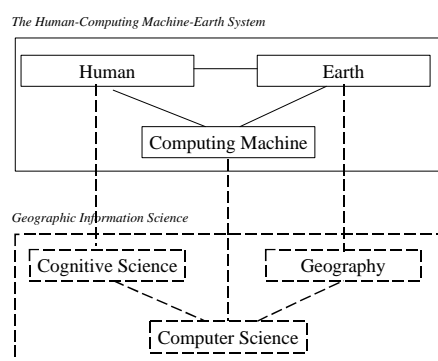 The Human-Computing Machine-Earth System
Human
Earth
Computing Machine
Geographic Information Science
Cognitive Science
Geography
Computer Science